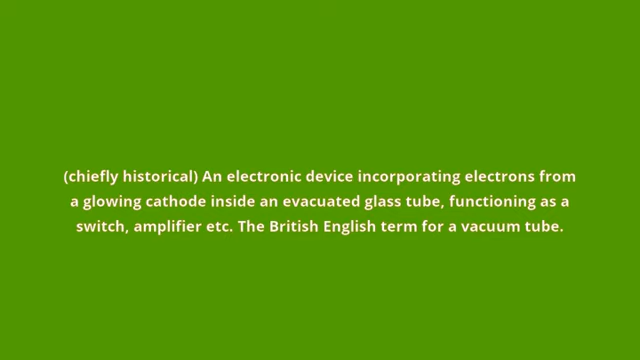 (chiefly historical) An electronic device incorporating electrons from
a glowing cathode inside an evacuated glass tube, functioning as a
switch, amplifier etc. The British English term for a vacuum tube.